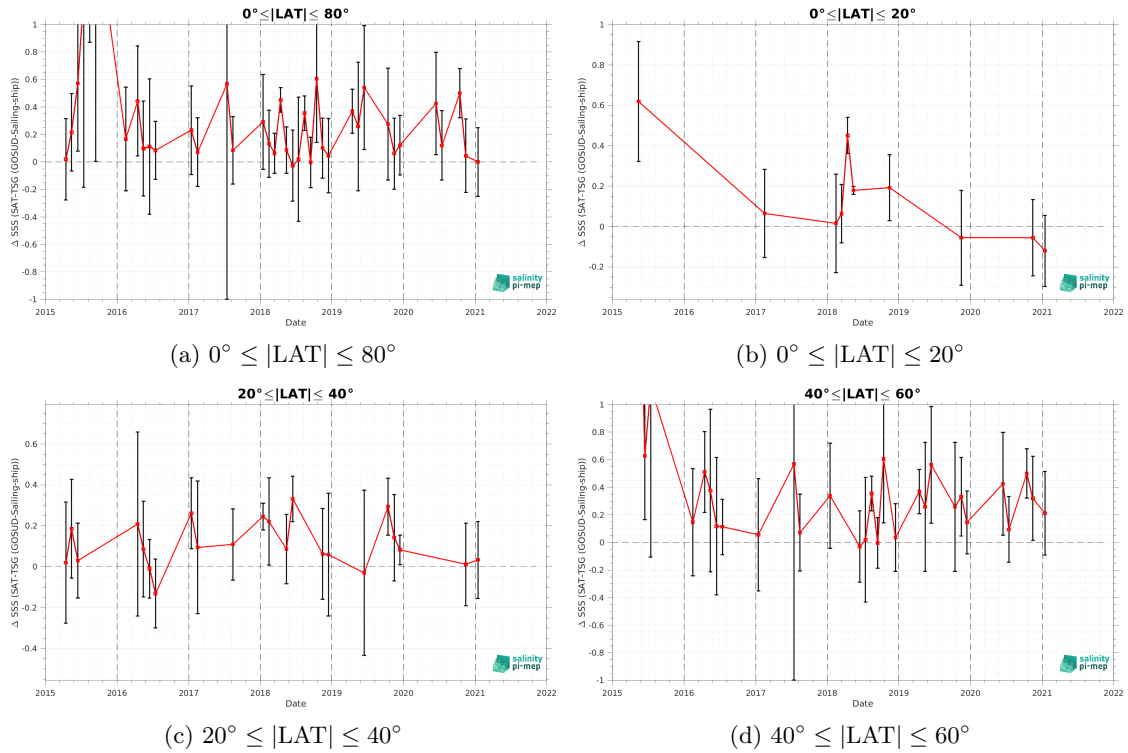 0°≤|LAT|≤ 80°
Δ SSS (SAT-TSG (GOSUD-Sailing-ship))
1
0.8
0.6
0.4
0.2
0
-0.2
-0.4
-0.6
-0.8
-1
2015 2016 2017 2018 2019 2020 2021 2022
Date
salinity
pi-mep
(a) 0° ≤ |LAT| ≤ 80°
0°≤|LAT|≤ 20°
Δ SSS (SAT-TSG (GOSUD-Sailing-ship))
0.8
0.6
0.4
0.2
0
-0.2
2015 2016 2017 2018 2019 2020 2021 2022
Date
salinity
pi-mep
(b) 0° ≤ |LAT| ≤ 20°
20°≤|LAT|≤ 40°
Δ SSS (SAT-TSG (GOSUD-Sailing-ship))
0.6
0.4
0.2
0
-0.2
-0.4
2015 2016 2017 2018 2019 2020 2021 2022
Date
salinity
pi-mep
(c) 20° ≤ |LAT| ≤ 40°
40°≤|LAT|≤ 60°
Δ SSS (SAT-TSG (GOSUD-Sailing-ship))
1
0.8
0.6
0.4
0.2
0
-0.2
-0.4
-0.6
-0.8
-1
2015 2016 2017 2018 2019 2020 2021 2022
Date
salinity
pi-mep
(d) 40° ≤ |LAT| ≤ 60°